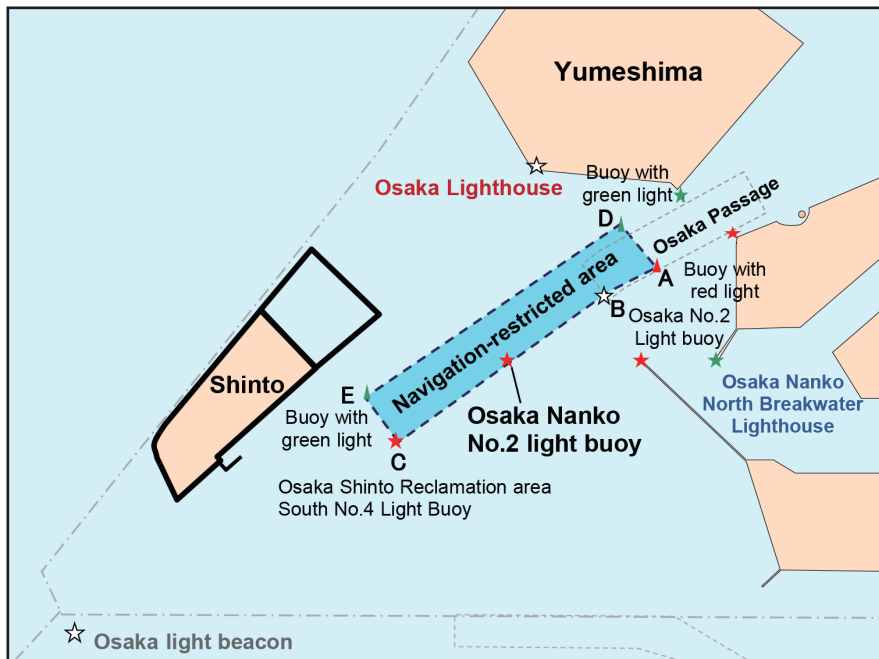 Yumeshima
Osaka Lighthouse
Buoy with
green light
D
Osaka Passage
A
Buoy with
red light
B
Osaka No.2
Light buoy
Navigation-restricted area
Shinto
E
Buoy with
green light
C
Osaka Nanko
No.2 light buoy
Osaka Nanko
North Breakwater
Lighthouse
Osaka Shinto Reclamation area
South No.4 Light Buoy
Osaka light beacon